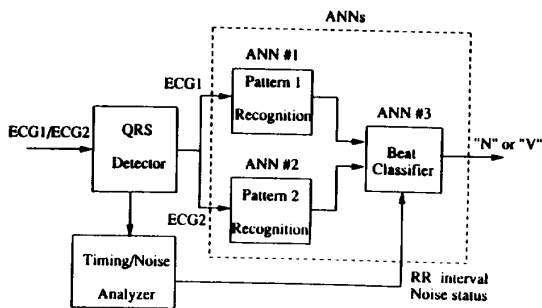 ANNs
ANN #1
ECG1
Pattern 1
Recognition
ANN #3
ECG1/ECG2
QRS
Detector
Beat
Classifier
"N" or "V"
ANN #2
Pattern 2
Recognition
ECG2
Timing/Noise
Analyzer
RR interval
Noise status